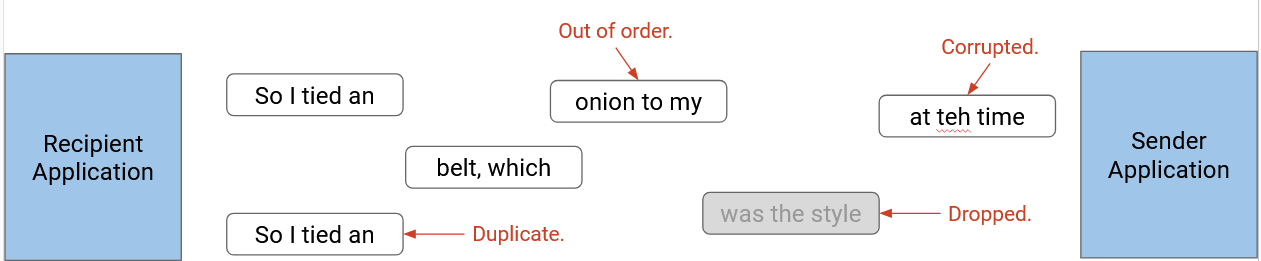 Out of order.
Corrupted.
So I tied an
onion to my
at teh time
Recipient
Application
Sender
Application
belt, which
was the style
Dropped.
So I tied an
Duplicate.